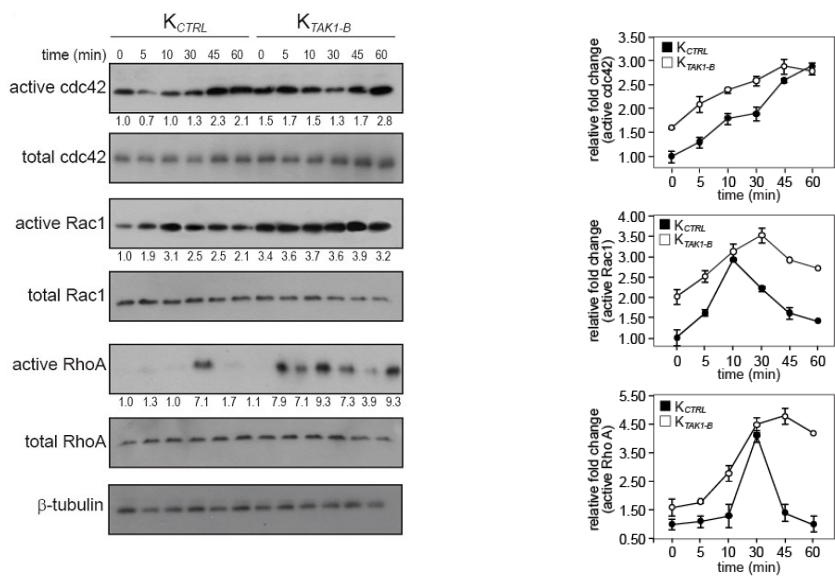 K CTRL K TAK1-B
time (min) 0 5 10 30 45 60 0 5 10 30 45 60
active cdc42
1.0 0.7 1.0 1.3 2.3 2.1 1.5 1.7 1.5 1.3 1.7 2.8
total cdc42
active Rac1
1.0 1.9 3.1 2.5 2.5 2.1 3.4 3.6 3.7 3.6 3.9 3.2
total Rac1
active RhoA
1.0 1.3 1.0 7.1 1.7 1.1 7.9 7.1 9.3 7.3 3.9 9.3
total RhoA
β-tubulin
relative fold change
(active cdc42)
3.50
3.00
2.50
2.00
1.50
1.00
K CTRL
K TAK1-B
0 5 10 30 45 60
time (min)
relative fold change
(active Rac1)
4.00
3.50
3.00
2.50
2.00
1.50
1.00
K CTRL
K TAK1-B
0 5 10 30 45 60
time (min)
relative fold change
(active Rho A)
5.50
4.50
3.50
2.50
1.50
0.50
K CTRL
K TAK1-B
0 5 10 30 45 60
time (min)